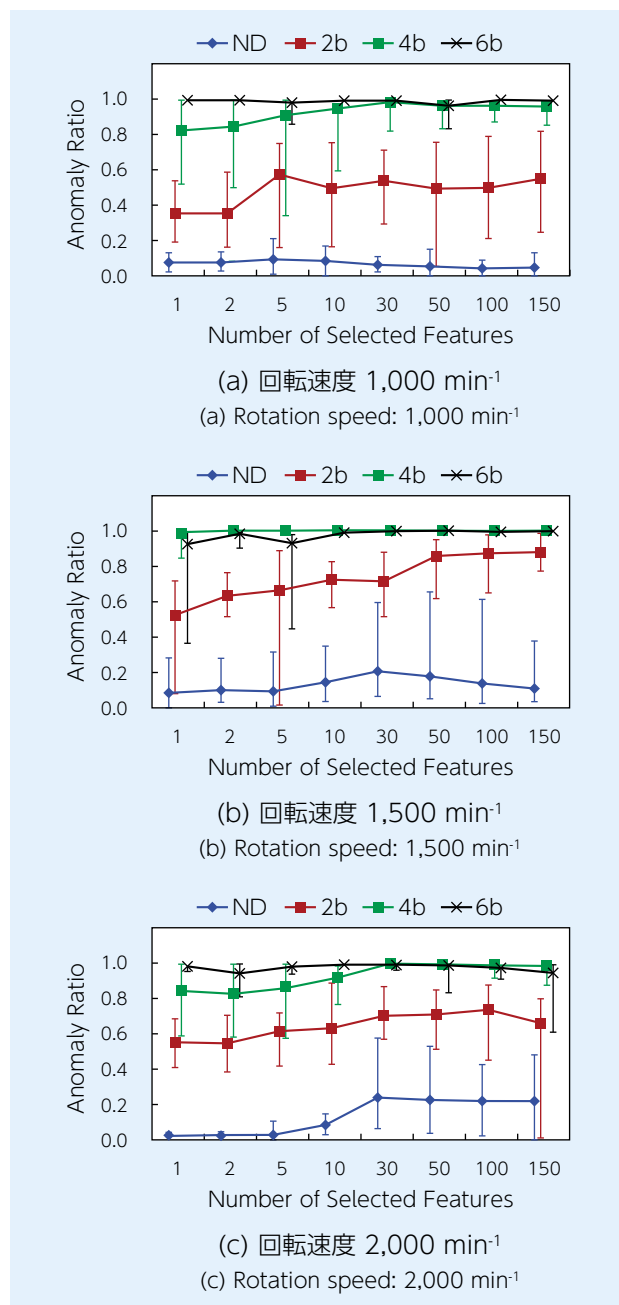 ND 2b 4b 6b
1.0
0.8
0.6
0.4
0.2
0.0
Anomaly Ratio
1 2 5 10 30 50 100 150
Number of Selected Features
(a) 回転速度 1,000 min-1
(a) Rotation speed: 1,000 min-1
ND 2b 4b 6b
1.0
0.8
0.6
0.4
0.2
0.0
Anomaly Ratio
1 2 5 10 30 50 100 150
Number of Selected Features
(b) 回転速度 1,500 min-1
(b) Rotation speed: 1,500 min-1
ND 2b 4b 6b
1.0
0.8
0.6
0.4
0.2
0.0
Anomaly Ratio
1 2 5 10 30 50 100 150
Number of Selected Features
(c) 回転速度 2,000 min-1
(c) Rotation speed: 2,000 min-1